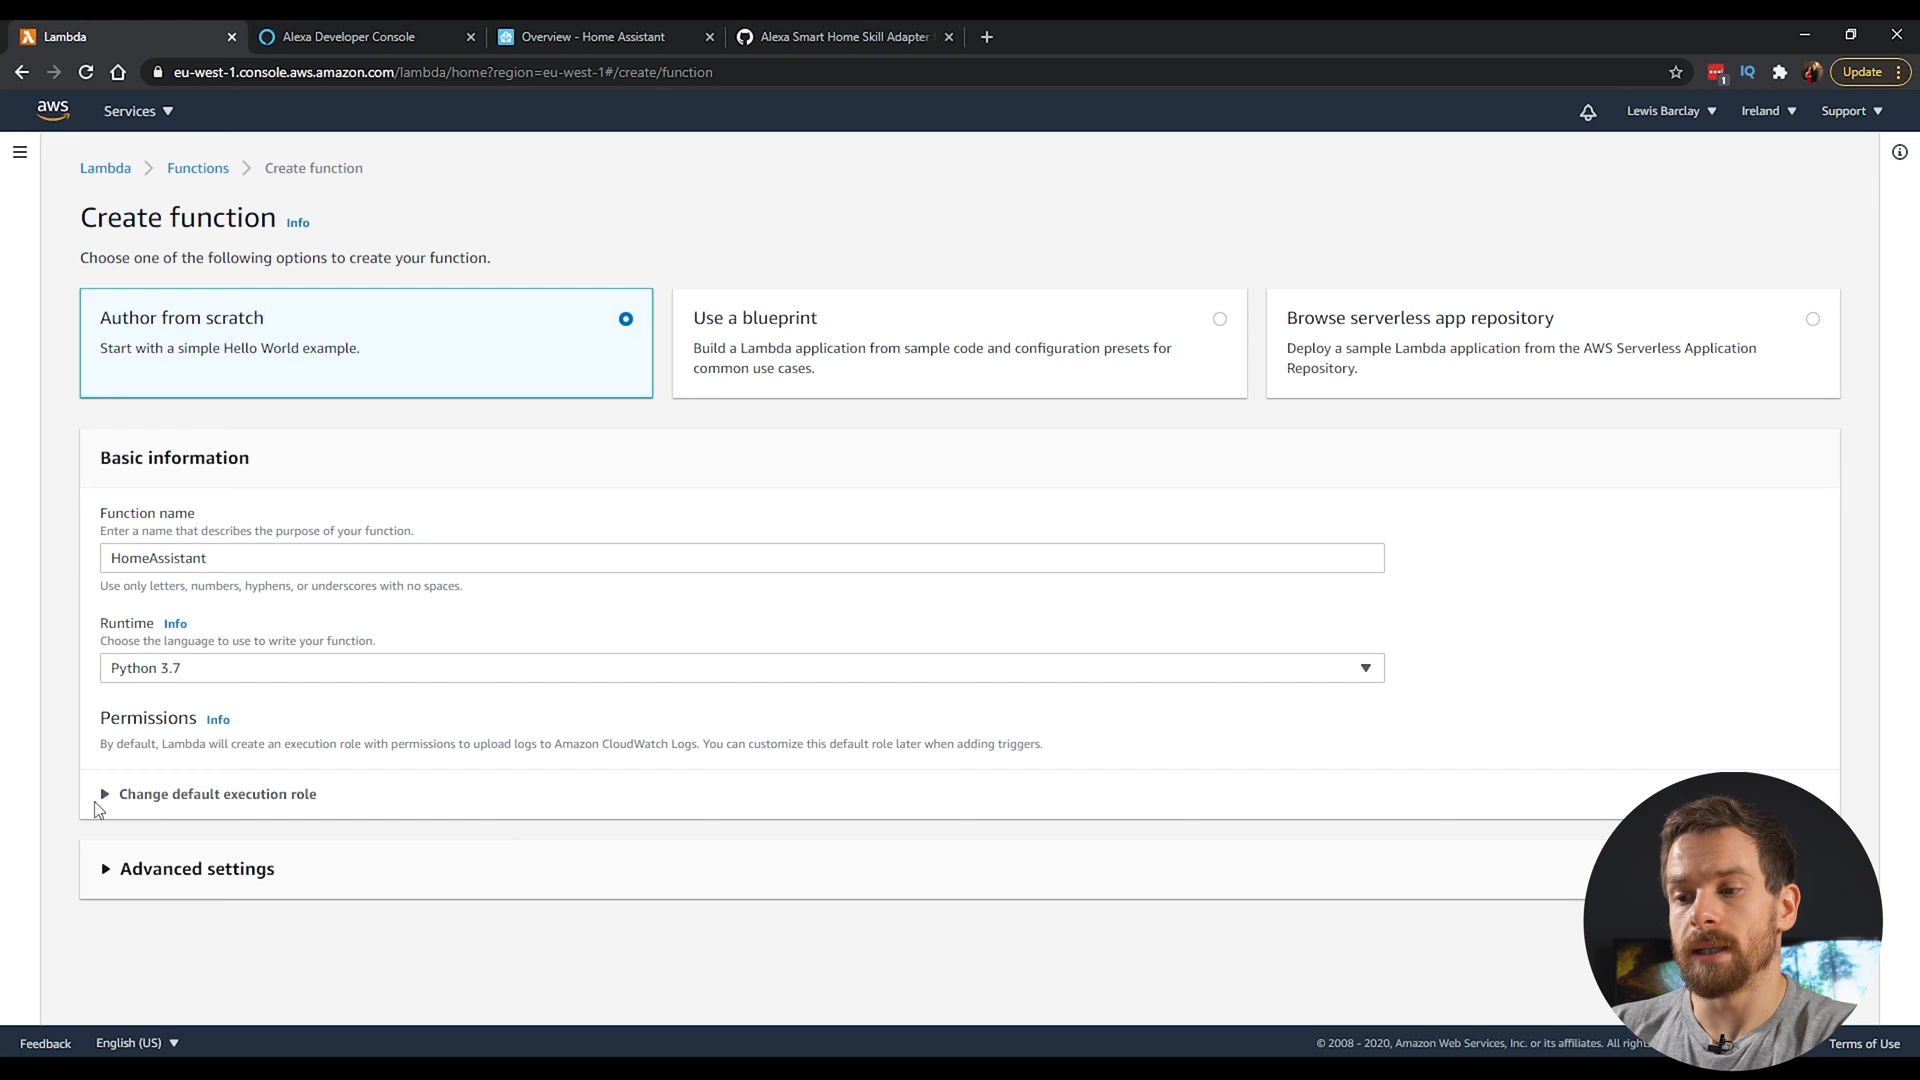 Lambda
Alexa Developer Console
Overview - Home Assistant
Alexa Smart Home Skill Adapter
eu-west-1.console.aws.amazon.com/lambda/home?region=eu-west-1#/create/function
1
IQ
Update
aws
Services
Lewis Barclay
Ireland
Support
Lambda
Functions
Create function
Create function Info
Choose one of the following options to create your function.
Author from scratch
Start with a simple Hello World example.
Use a blueprint
Build a Lambda application from sample code and configuration presets for
common use cases.
Browse serverless app repository
Deploy a sample Lambda application from the AWS Serverless Application
Repository.
Basic information
Function name
Enter a name that describes the purpose of your function.
HomeAssistant
Use only letters, numbers, hyphens, or underscores with no spaces.
Runtime Info
Choose the language to use to write your function.
Python 3.7
Permissions Info
By default, Lambda will create an execution role with permissions to upload logs to Amazon CloudWatch Logs. You can customize this default role later when adding triggers.
Change default execution role
Advanced settings
Feedback
English (US)
© 2008 - 2020, Amazon Web Services, Inc. or its affiliates. All
Terms of Use